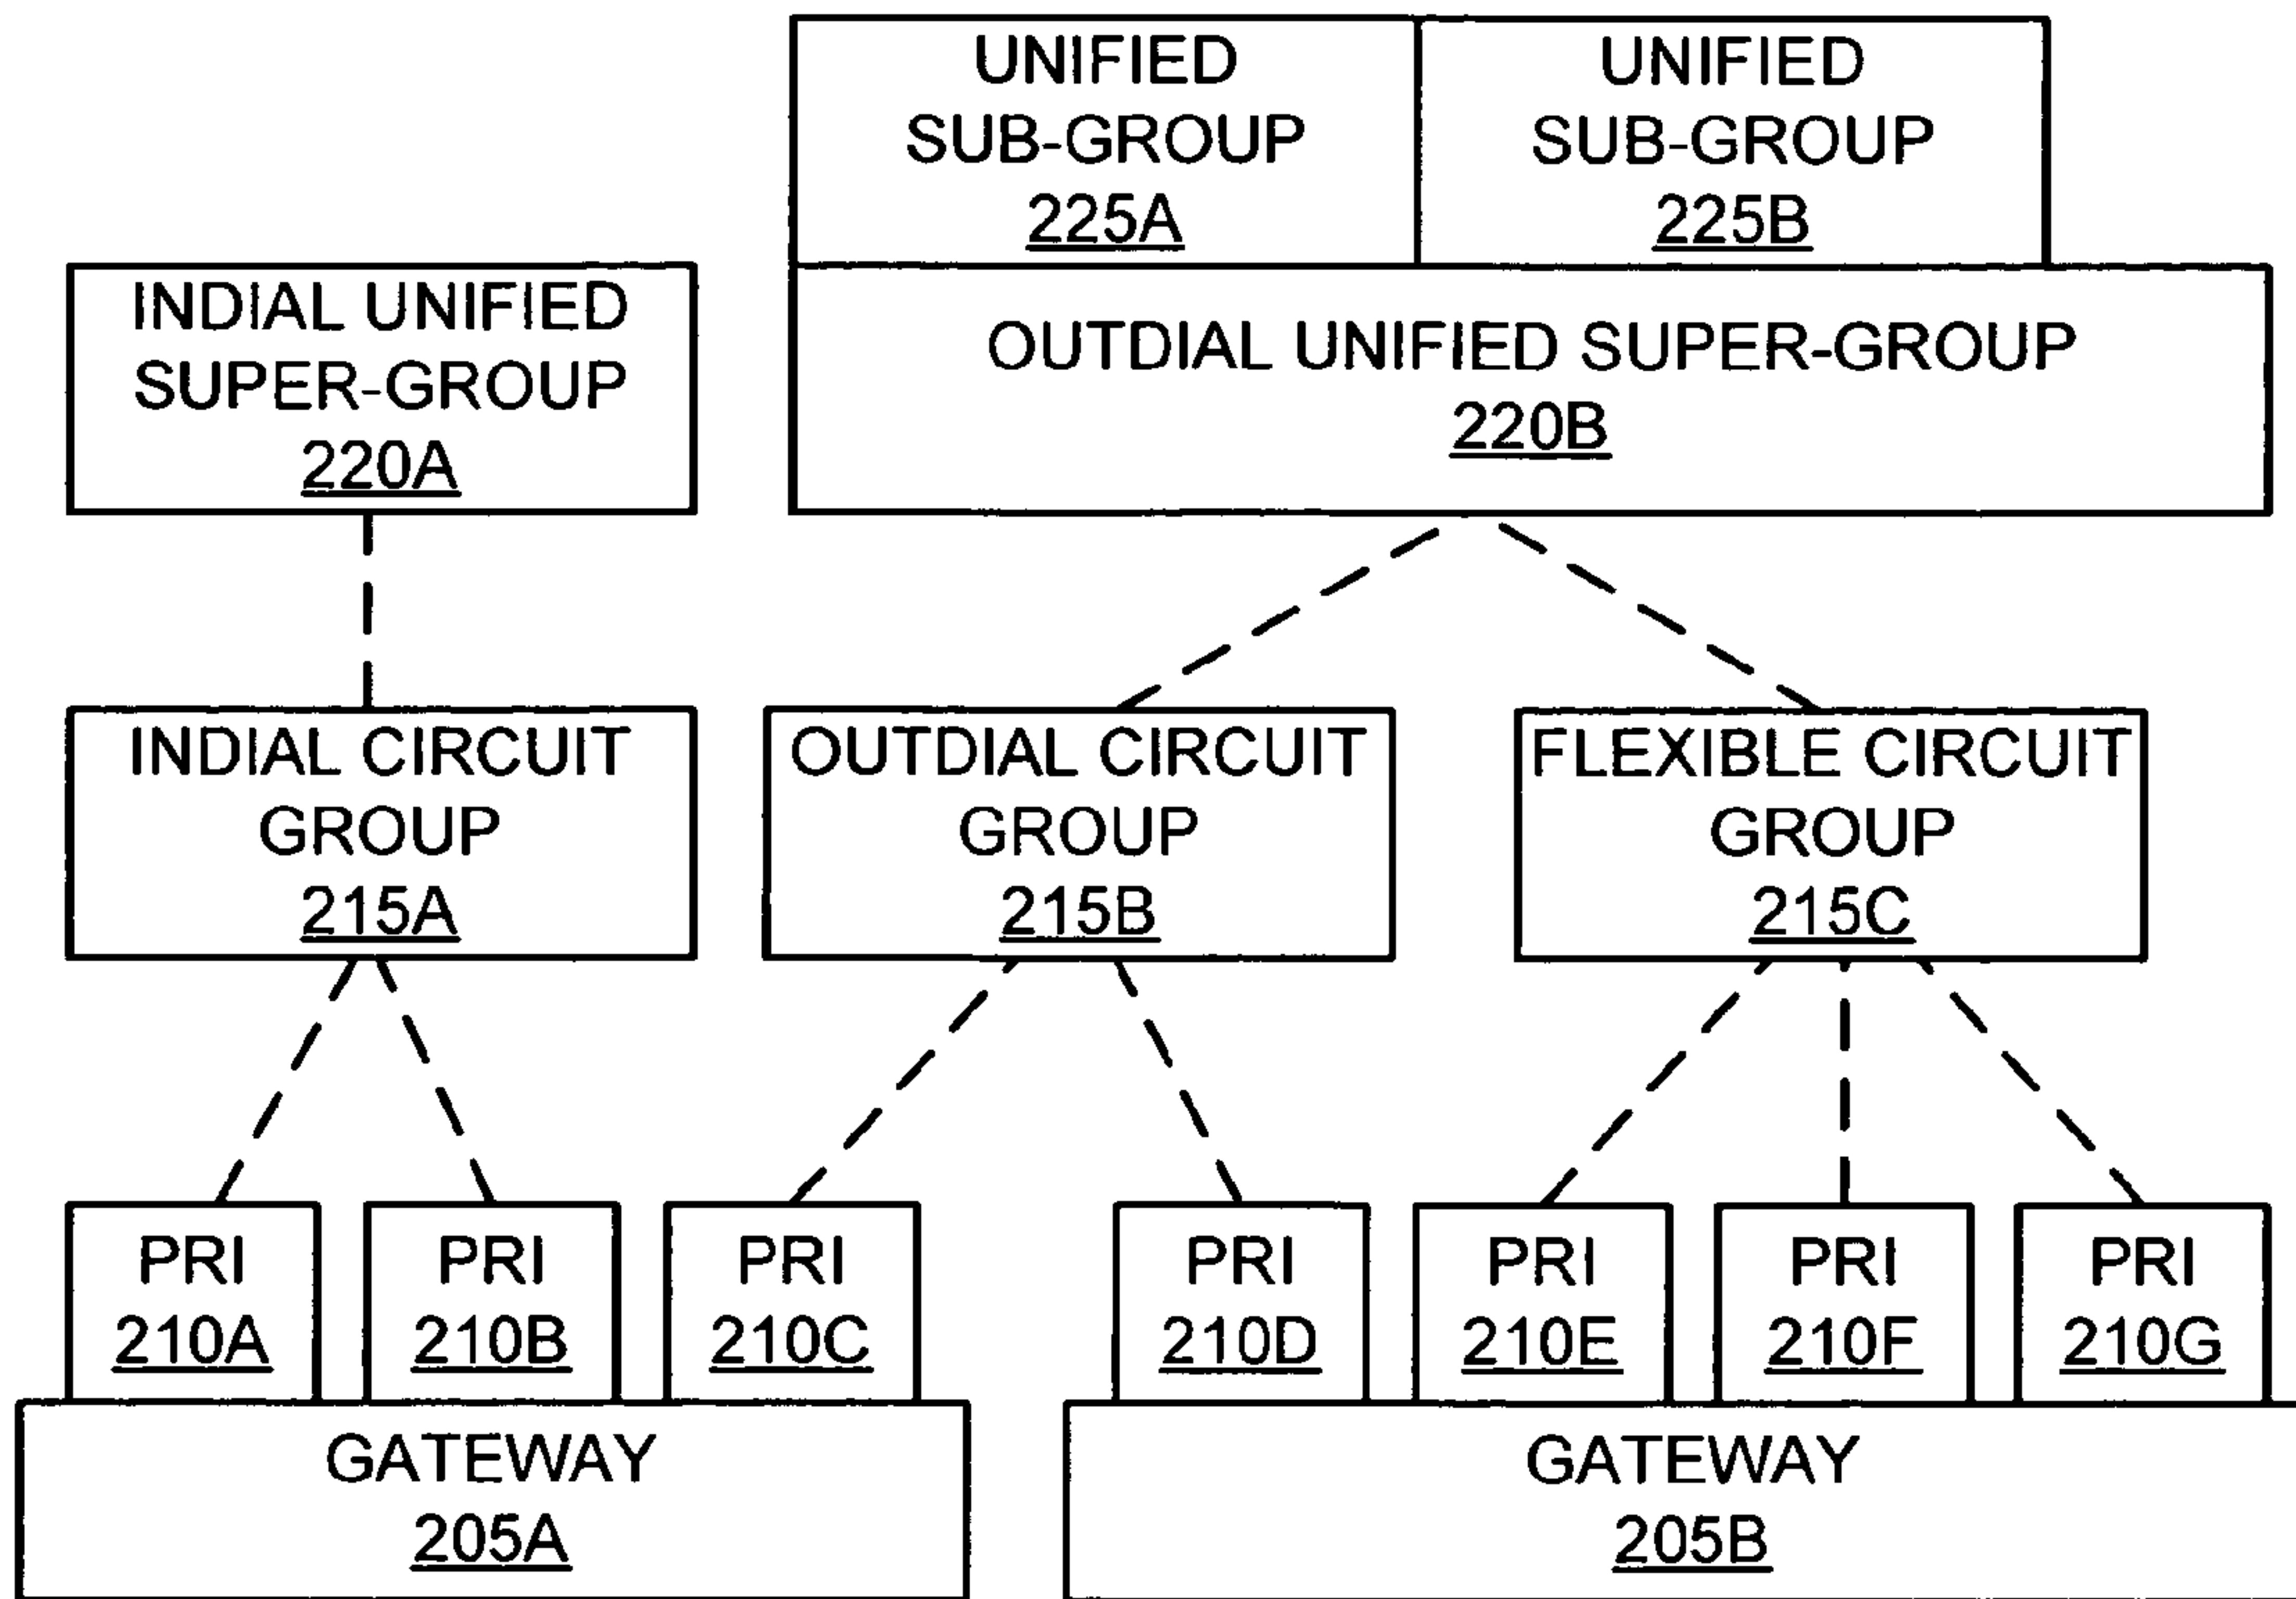 UNIFIED
SUB-GROUP
225A
UNIFIED
SUB-GROUP
225B
INDIAL UNIFIED
SUPER-GROUP
220A
OUTDIAL UNIFIED SUPER-GROUP
220B
INDIAL CIRCUIT
GROUP
215A
OUTDIAL CIRCUIT
GROUP
215B
FLEXIBLE CIRCUIT
GROUP
215C
PRI
210A
PRI
210B
PRI
210C
PRI
210D
PRI
210E
PRI
210F
PRI
210G
GATEWAY
205A
GATEWAY
205B